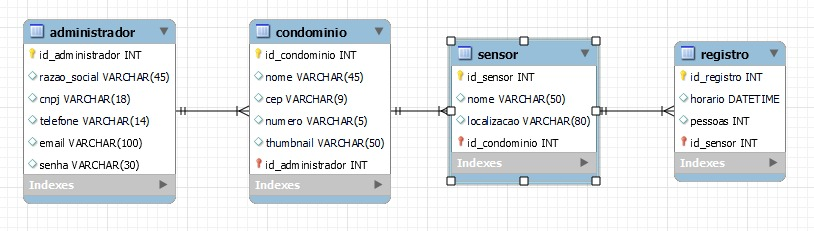 administrador
id_administrador INT
razao_social VARCHAR(45)
cnpj VARCHAR(18)
telefone VARCHAR(14)
email VARCHAR(100)
senha VARCHAR(30)
Indexes
condominio
id_condominio INT
nome VARCHAR(45)
cep VARCHAR(9)
numero VARCHAR(5)
thumbnail VARCHAR(50)
id_administrador INT
Indexes
sensor
id_sensor INT
nome VARCHAR(50)
localizacao VARCHAR(80)
id_condominio INT
Indexes
registro
id_registro INT
horario DATETIME
pessoas INT
id_sensor INT
Indexes